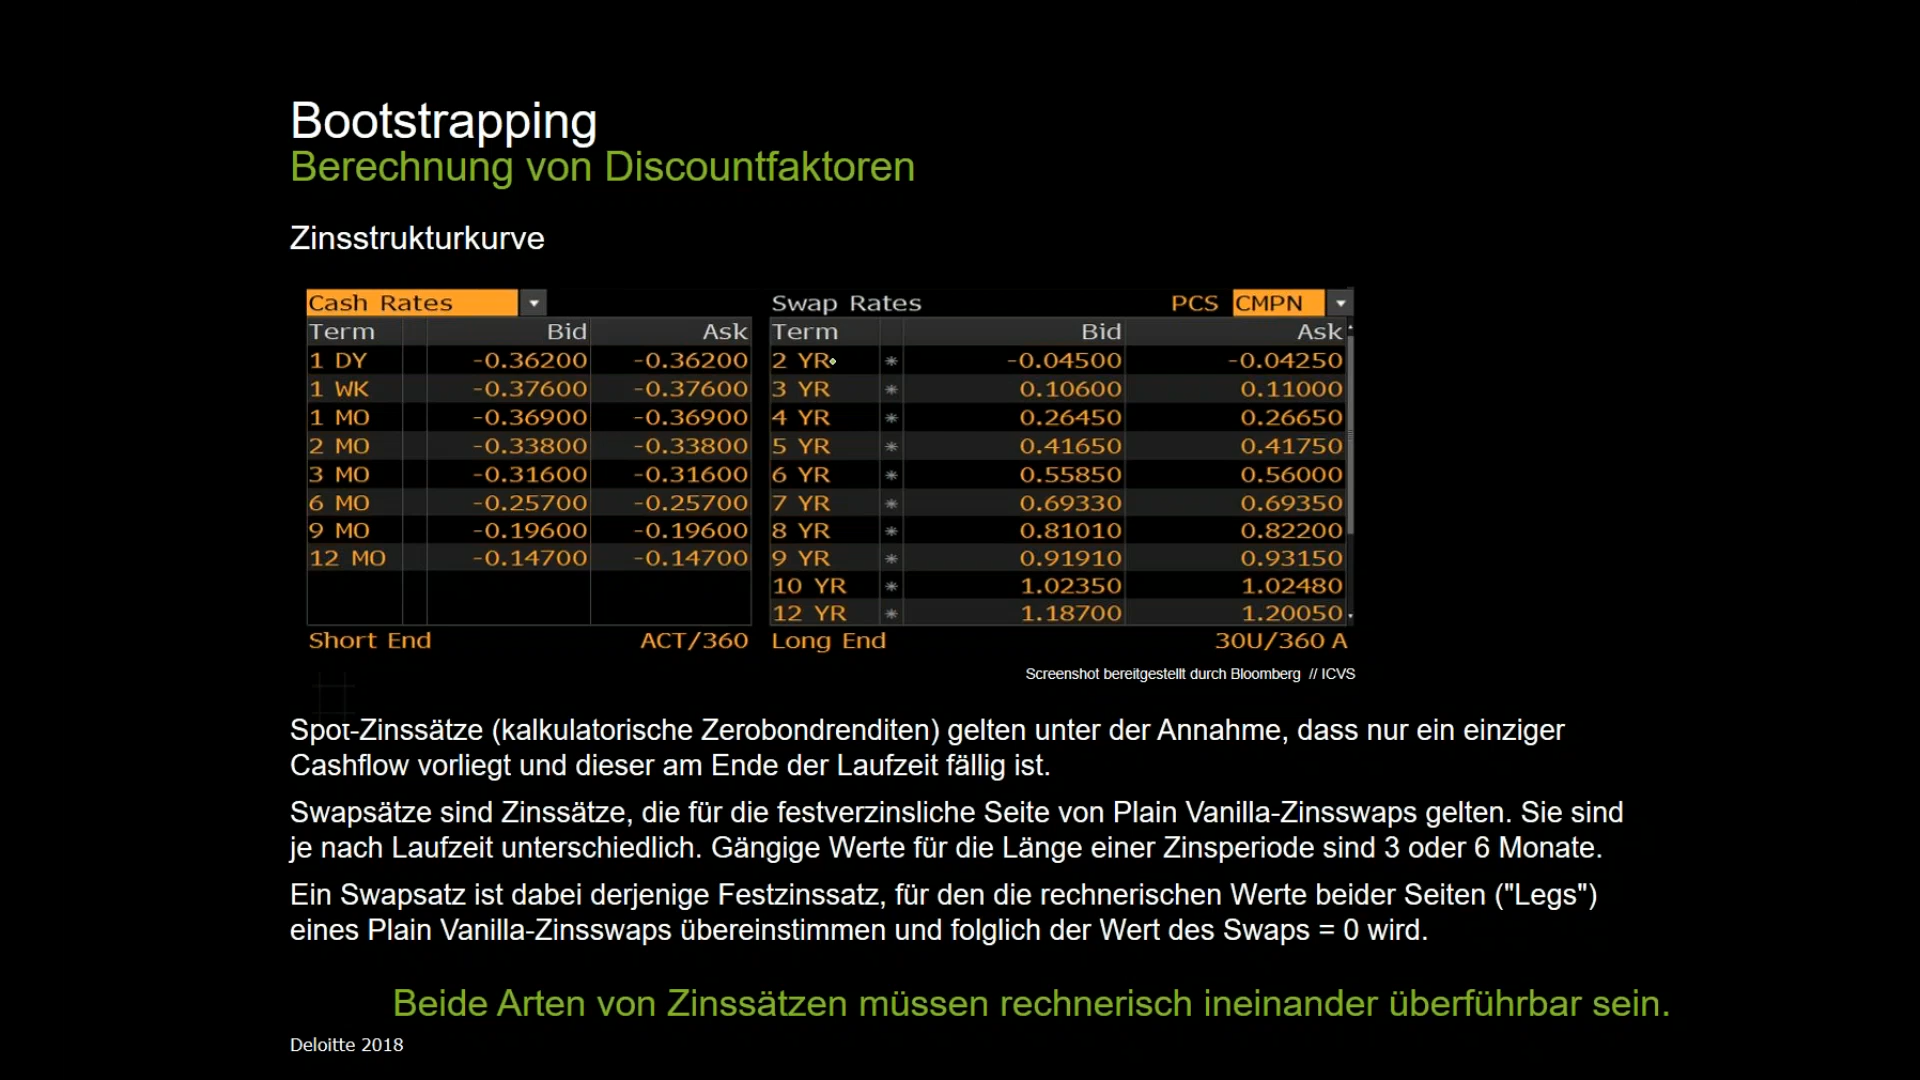 Bootstrapping
Berechnung von Discountfaktoren
Zinsstrukturkurve
Cash Rates
Term Bid Ask
1 DY -0.36200 -0.36200
1 WK -0.37600 -0.37600
1 MO -0.36900 -0.36900
2 MO -0.33800 -0.33800
3 MO -0.31600 -0.31600
6 MO -0.25700 -0.25700
9 MO -0.19600 -0.19600
12 MO -0.14700 -0.14700
Short End ACT/360
Swap Rates PCS CMPN
Term Bid Ask
2 YR * -0.04500 -0.04250
3 YR * 0.10600 0.11000
4 YR * 0.26450 0.26650
5 YR * 0.41650 0.41750
6 YR * 0.55850 0.56000
7 YR * 0.69330 0.69350
8 YR * 0.81010 0.82200
9 YR * 0.91910 0.93150
10 YR * 1.02350 1.02480
12 YR * 1.18700 1.20050
Long End 30U/360 A
Screenshot bereitgestellt durch Bloomberg // ICVS
Spot-Zinssätze (kalkulatorische Zerobondrenditen) gelten unter der Annahme, dass nur ein einziger
Cashflow vorliegt und dieser am Ende der Laufzeit fällig ist.
Swapsätze sind Zinssätze, die für die festverzinsliche Seite von Plain Vanilla-Zinsswaps gelten. Sie sind
je nach Laufzeit unterschiedlich. Gängige Werte für die Länge einer Zinsperiode sind 3 oder 6 Monate.
Ein Swapsatz ist dabei derjenige Festzinssatz, für den die rechnerischen Werte beider Seiten ("Legs")
eines Plain Vanilla-Zinsswaps übereinstimmen und folglich der Wert des Swaps = 0 wird.
Beide Arten von Zinssätzen müssen rechnerisch ineinander überführbar sein.
Deloitte 2018